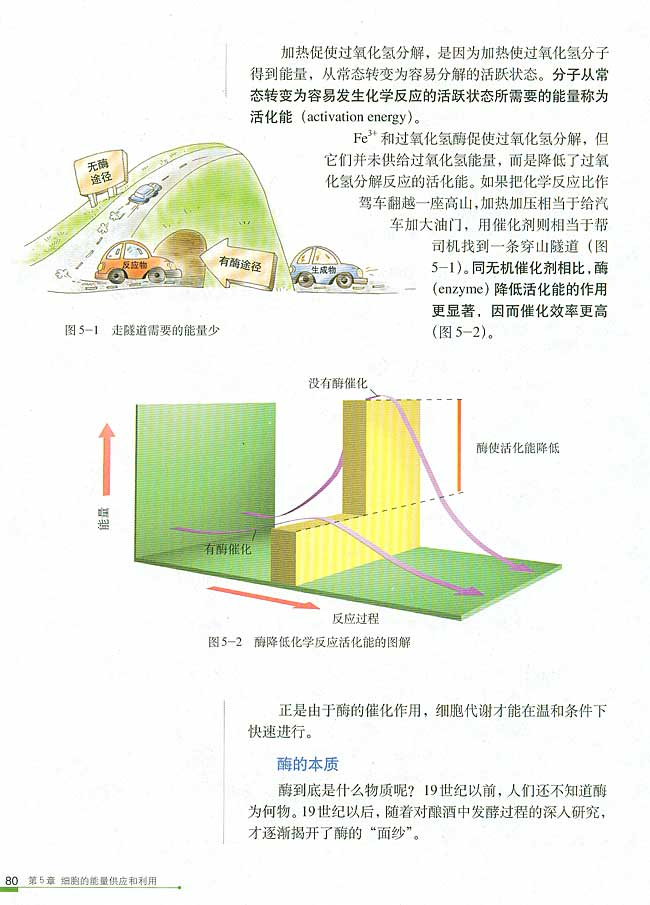 加热促使过氧化氢分解，是因为加热使过氧化氢分子
得到能量，从常态转变为容易分解的活跃状态。分子从常
态转变为容易发生化学反应的活跃状态所需要的能量称为
活化能（activation energy）。
Fe³⁺和过氧化氢酶促使过氧化氢分解，但
它们并未供给过氧化氢能量，而是降低了过氧
化氢分解反应的活化能。如果把化学反应比作
驾车翻越一座高山，加热加压相当于给汽
车加大油门，用催化剂则相当于帮
司机找到一条穿山隧道（图
5-1）。同无机催化剂相比，酶
（enzyme）降低活化能的作用
更显著，因而催化效率更高
（图5-2）。
无酶
途径
反应物
有酶途径
生成物
图5-1 走隧道需要的能量少
没有酶催化
酶使活化能降低
能量
有酶催化
反应过程
图5-2 酶降低化学反应活化能的图解
正是由于酶的催化作用，细胞代谢才能在温和条件下
快速进行。
酶的本质
酶到底是什么物质呢？19世纪以前，人们还不知道酶
为何物。19世纪以后，随着对酿酒中发酵过程的深入研究，
才逐渐揭开了酶的“面纱”。
80 第5章 细胞的能量供应和利用